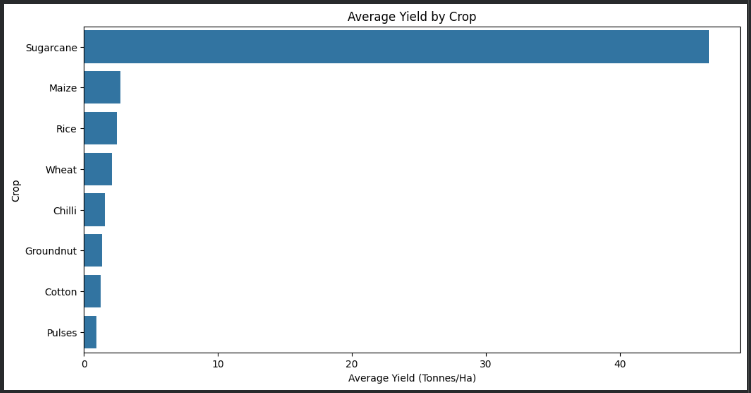 Average Yield by Crop
Crop
Sugarcane
Maize
Rice
Wheat
Chilli
Groundnut
Cotton
Pulses
0 10 20 30 40
Average Yield (Tonnes/Ha)